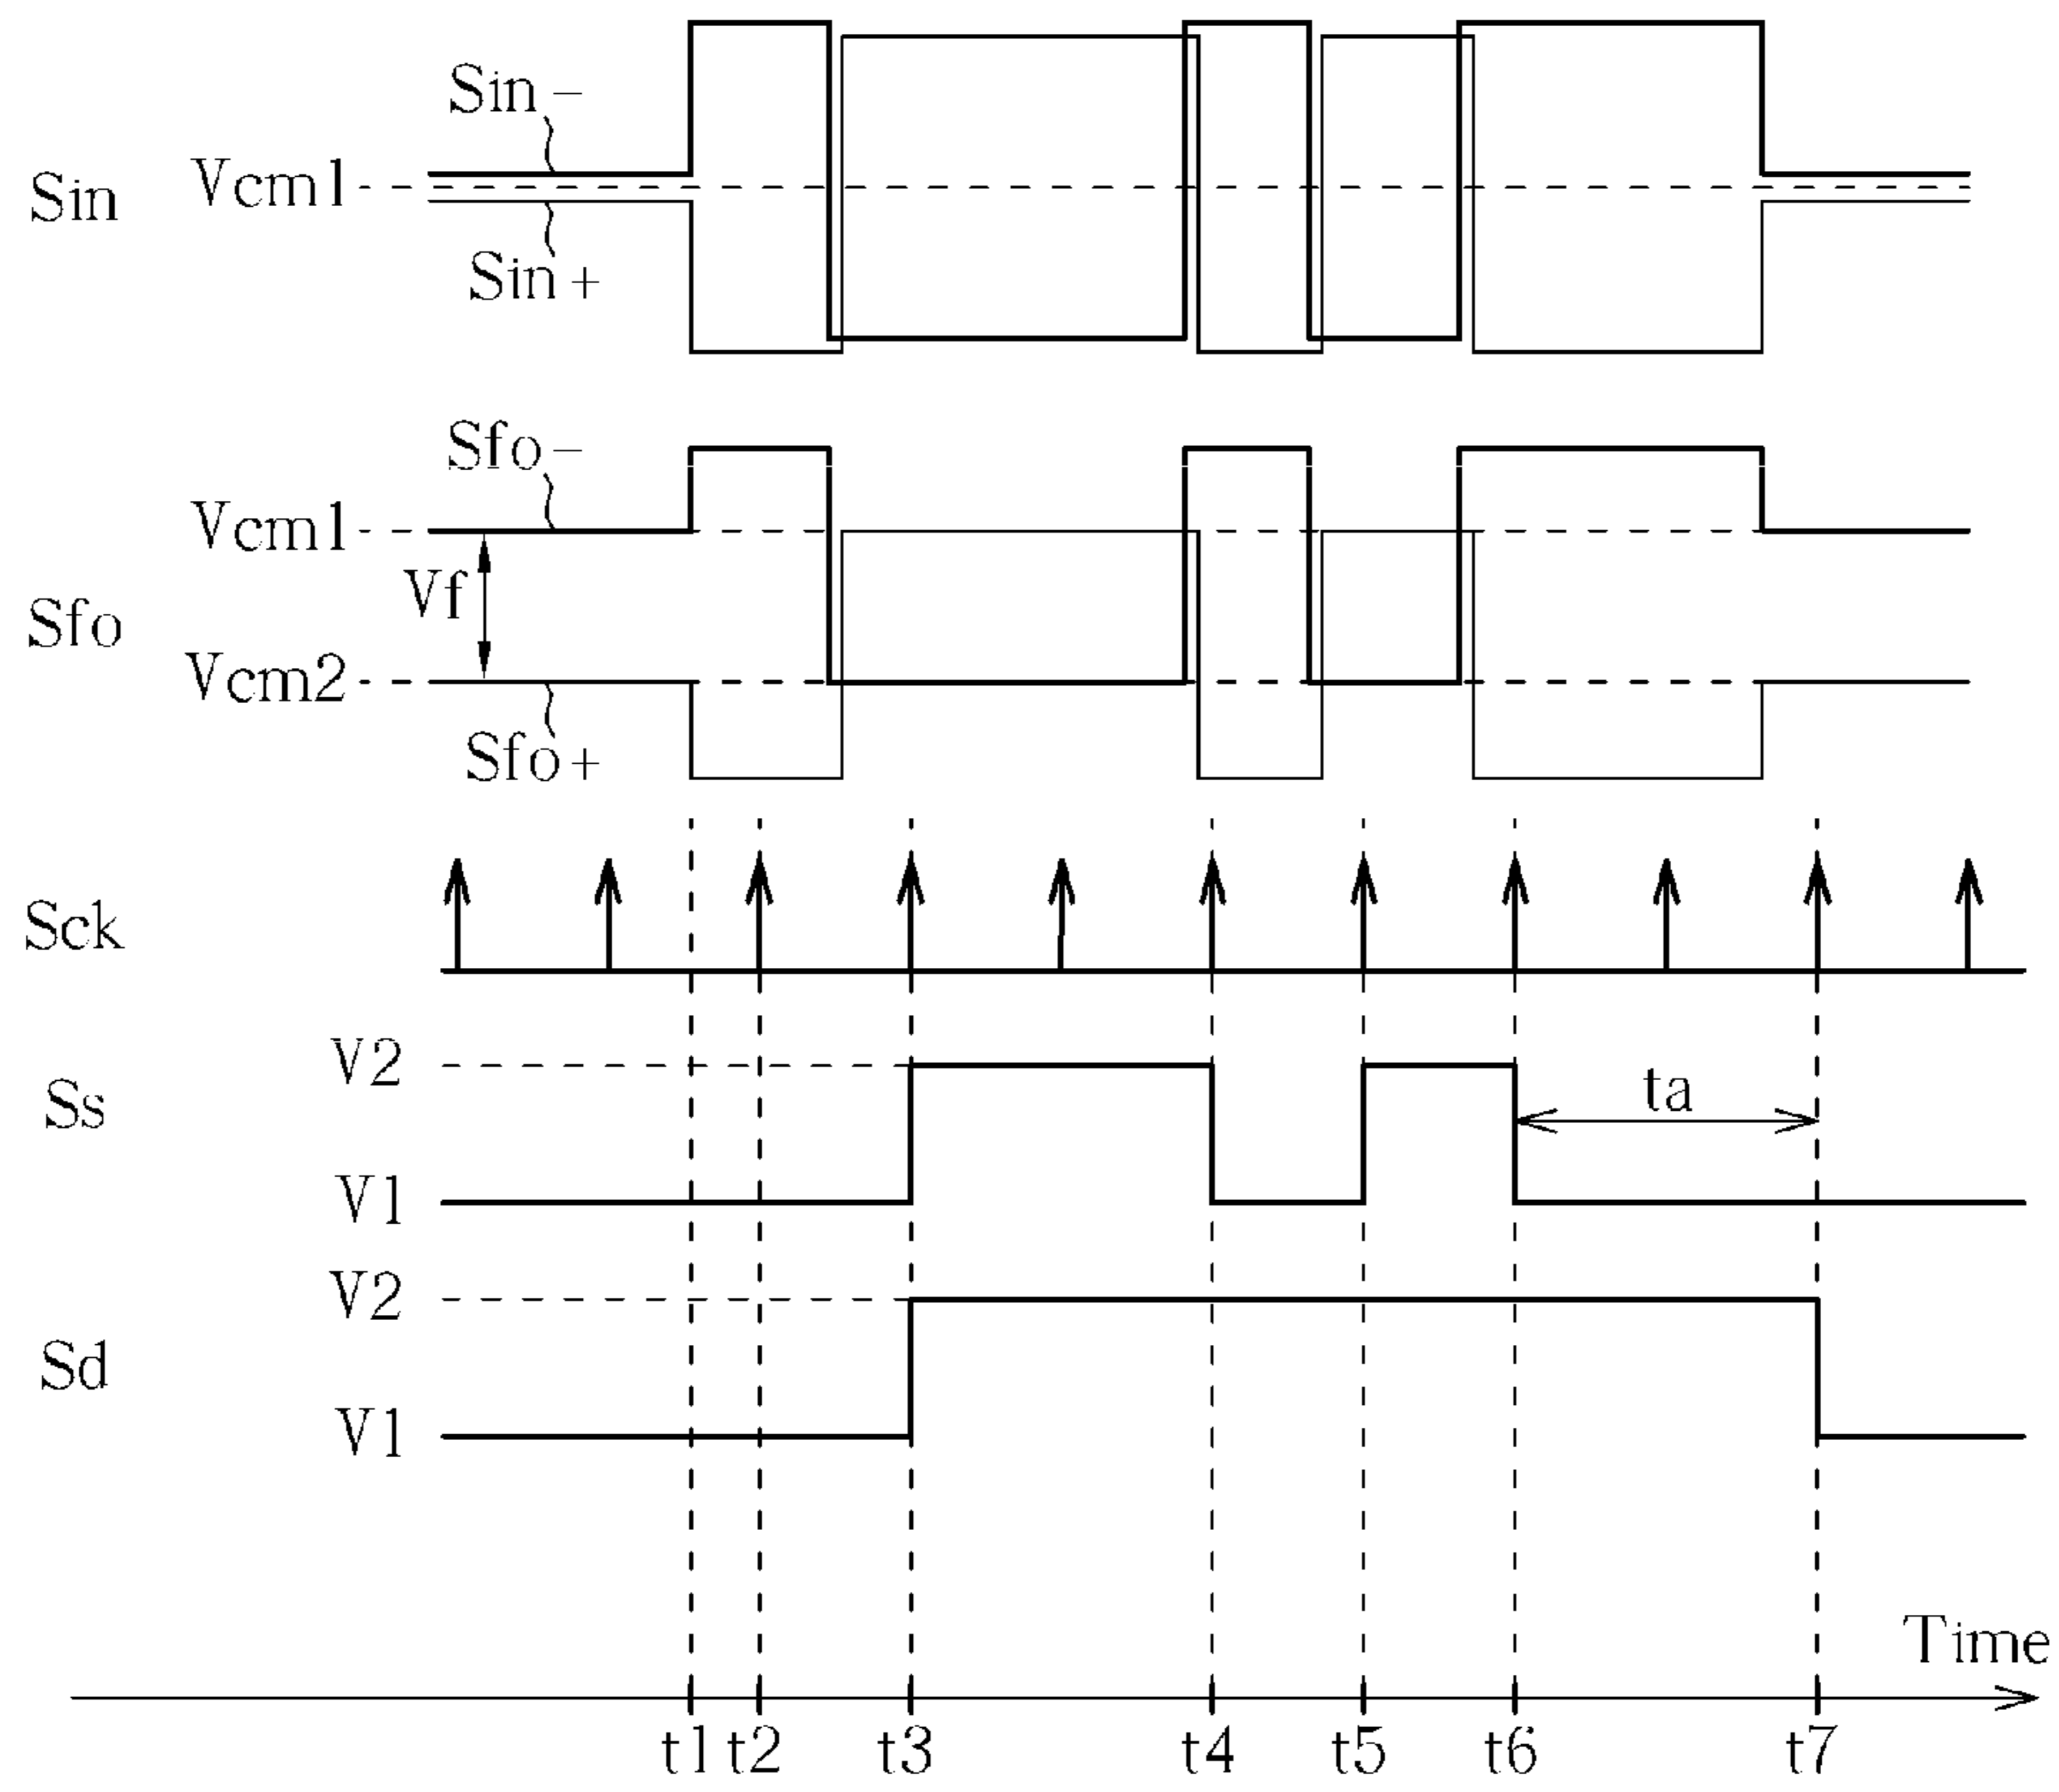 Sin
Sin-
Vcm1
Sin+
Sfo
Sfo-
Vcm1
Vf
Vcm2
Sfo+
Sck
Ss
V2
ta
V1
Sd
V2
V1
Time
t1 t2 t3 t4 t5 t6 t7